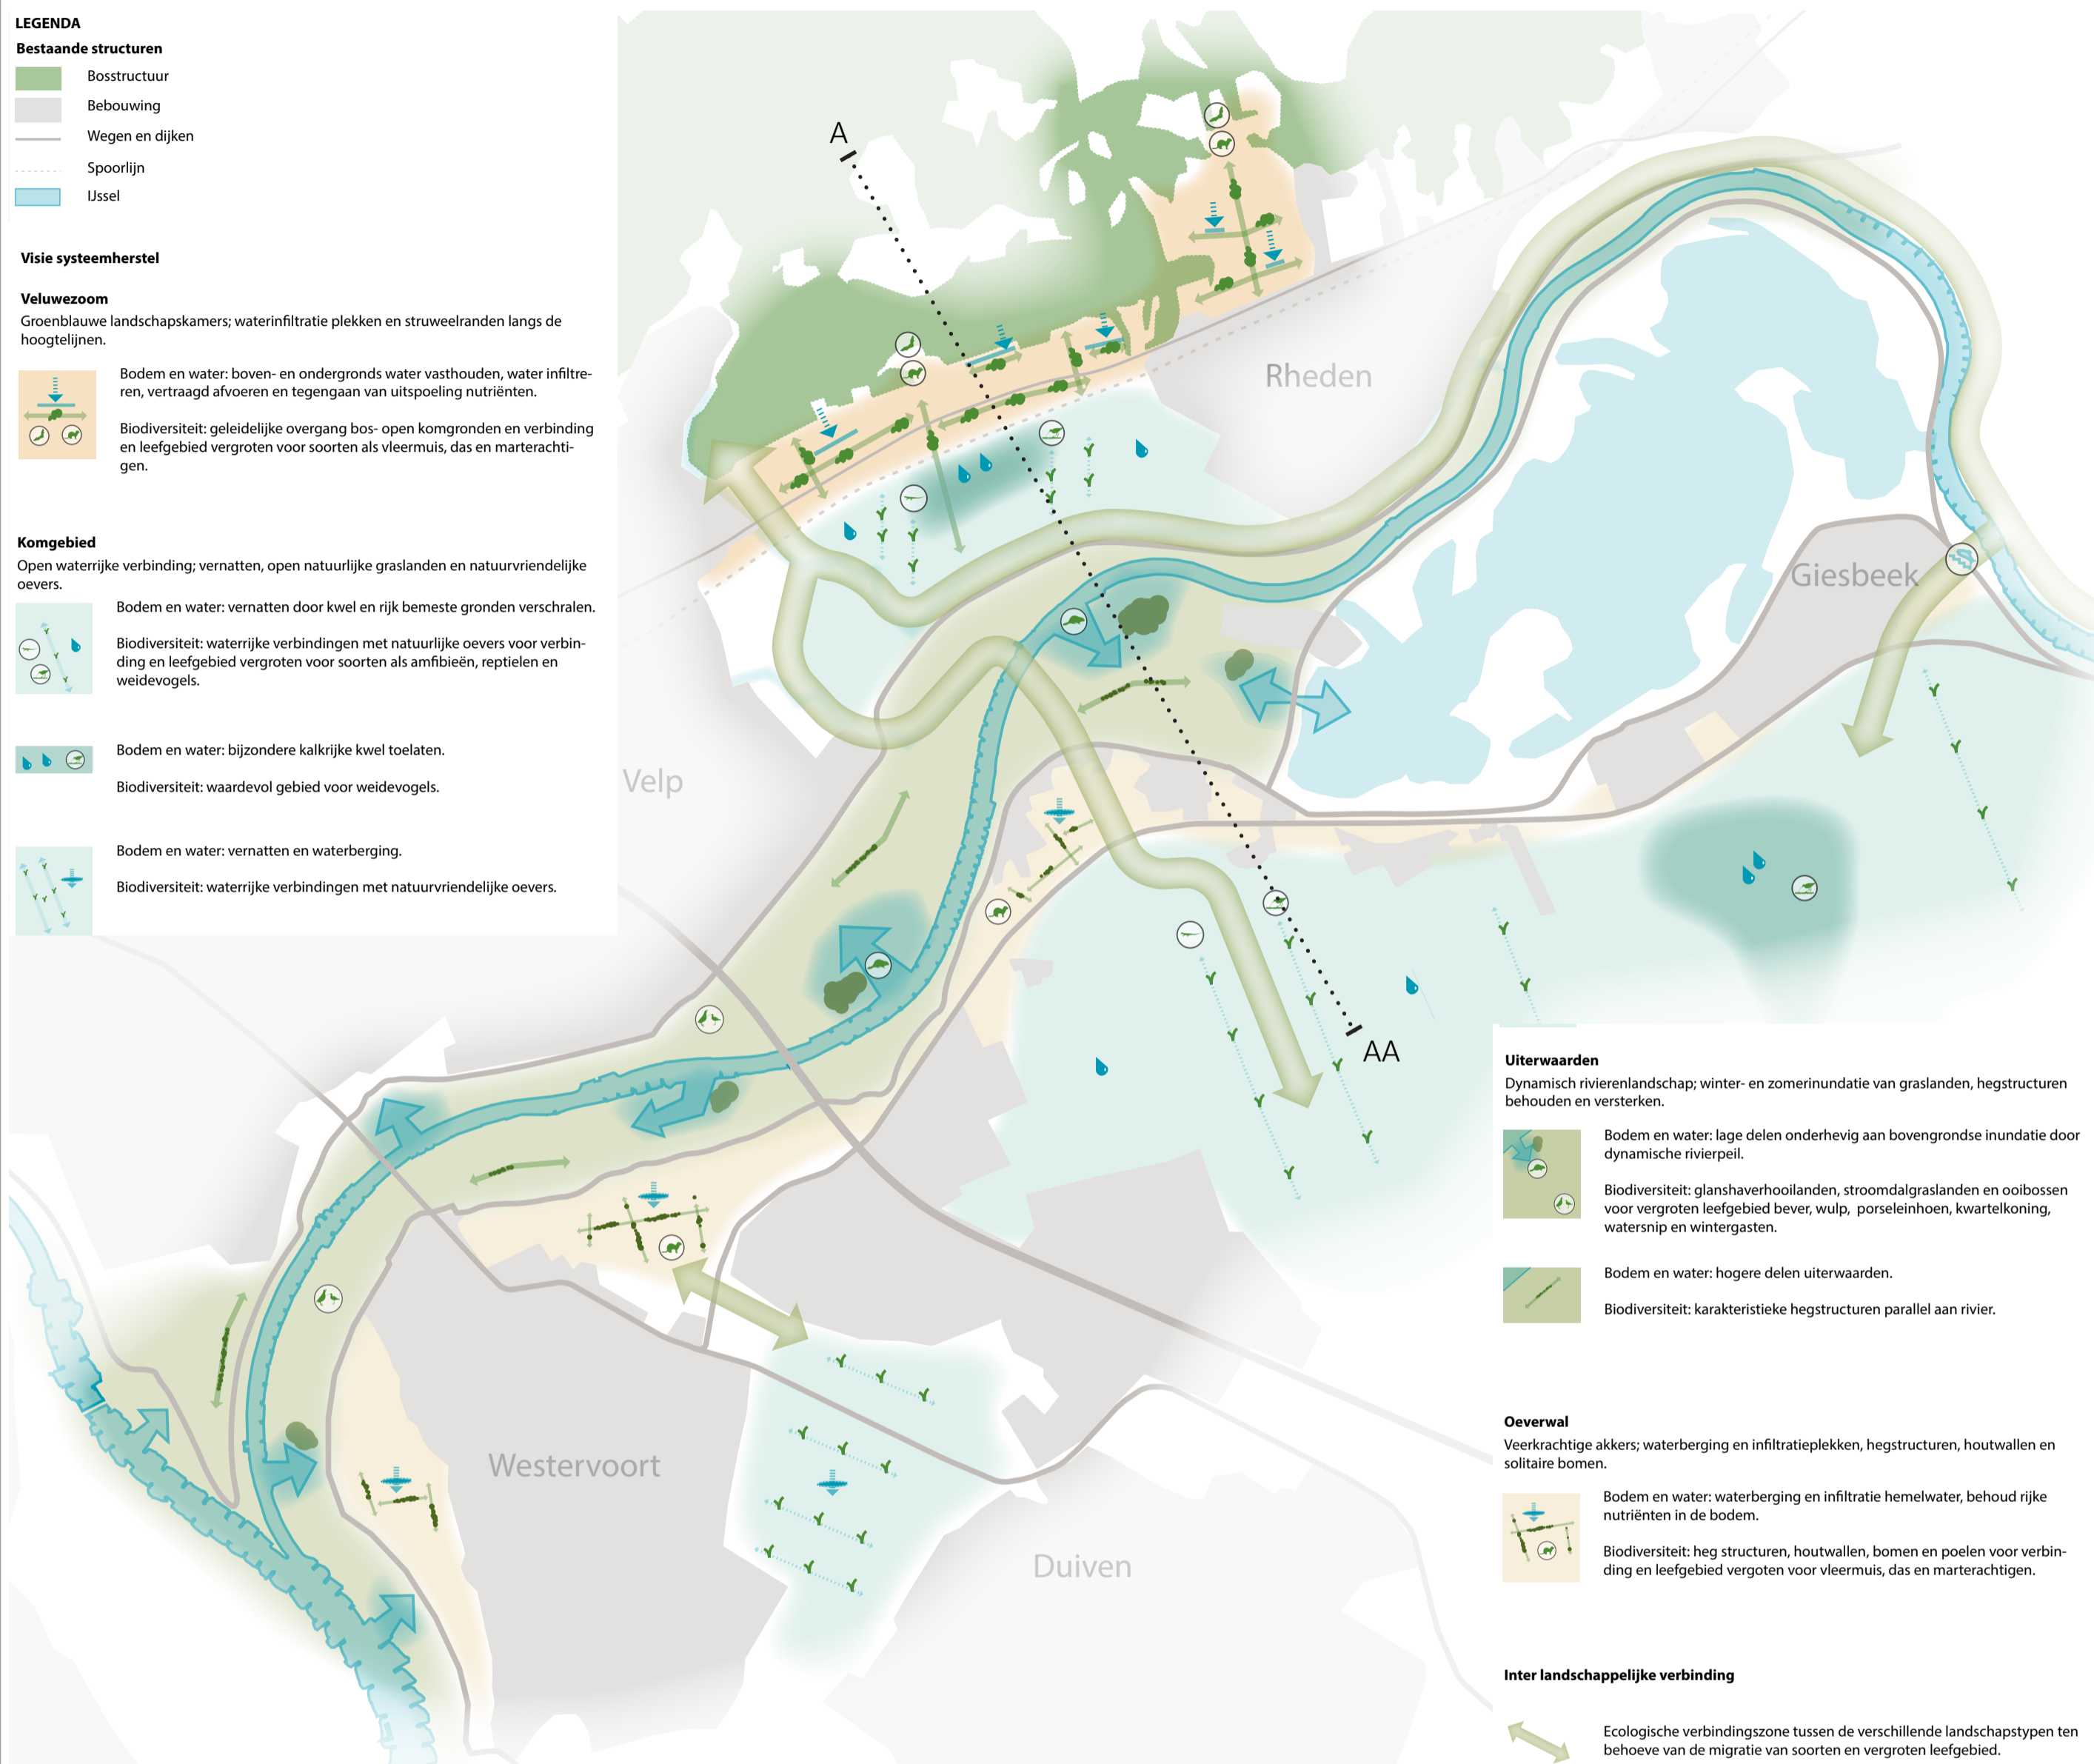 LEGENDA
Bestaande structuren
Bosstructuur
Bebouwing
Wegen en dijken
Spoorlijn
IJssel
Visie systeemherstel
Veluwezoom
Groenblauwe landschapskamers; waterinfiltratie plekken en struweelranden langs de
hoogtelijnen.
Bodem en water: boven- en ondergronds water vasthouden, water infiltre-
ren, vertraagd afvoeren en tegengaan van uitspoeling nutriënten.
Biodiversiteit: geleidelijke overgang bos- open komgronden en verbinding
en leefgebied vergroten voor soorten als vleermuis, das en marterachti-
gen.
Komgebied
Open waterrijke verbinding; vernatten, open natuurlijke graslanden en natuurvriendelijke
oevers.
Bodem en water: vernatten door kwel en rijk bemeste gronden verschralen.
Biodiversiteit: waterrijke verbindingen met natuurlijke oevers voor verbin-
ding en leefgebied vergroten voor soorten als amfibieën, reptielen en
weidevogels.
Bodem en water: bijzondere kalkrijke kwel toelaten.
Biodiversiteit: waardevol gebied voor weidevogels.
Bodem en water: vernatten en waterberging.
Biodiversiteit: waterrijke verbindingen met natuurvriendelijke oevers.
A
Rheden
Giesbeek
Velp
AA
Westervoort
Duiven
Uiterwaarden
Dynamisch rivierenlandschap; winter- en zomerinundatie van graslanden, hegstructuren
behouden en versterken.
Bodem en water: lage delen onderhevig aan bovengrondse inundatie door
dynamische rivierpeil.
Biodiversiteit: glanshaverhooilanden, stroomdalgraslanden en ooibossen
voor vergroten leefgebied bever, wulp, porseleinhoen, kwartelkoning,
watersnip en wintergasten.
Bodem en water: hogere delen uiterwaarden.
Biodiversiteit: karakteristieke hegstructuren parallel aan rivier.
Oeverwal
Veerkrachtige akkers; waterberging en infiltratieplekken, hegstructuren, houtwallen en
solitaire bomen.
Bodem en water: waterberging en infiltratie hemelwater, behoud rijke
nutriënten in de bodem.
Biodiversiteit: heg structuren, houtwallen, bomen en poelen voor verbin-
ding en leefgebied vergoten voor vleermuis, das en marterachtigen.
Inter landschappelijke verbinding
Ecologische verbindingszone tussen de verschillende landschapstypen ten
behoeve van de migratie van soorten en vergroten leefgebied.